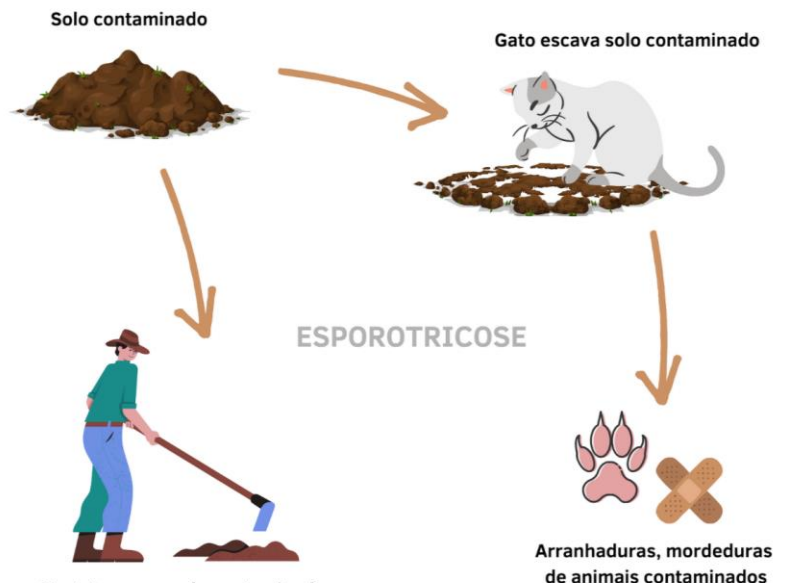 Solo contaminado
Gato escava solo contaminado
ESPOROTRICOSE
Arranhaduras, mordeduras
de animais contaminados